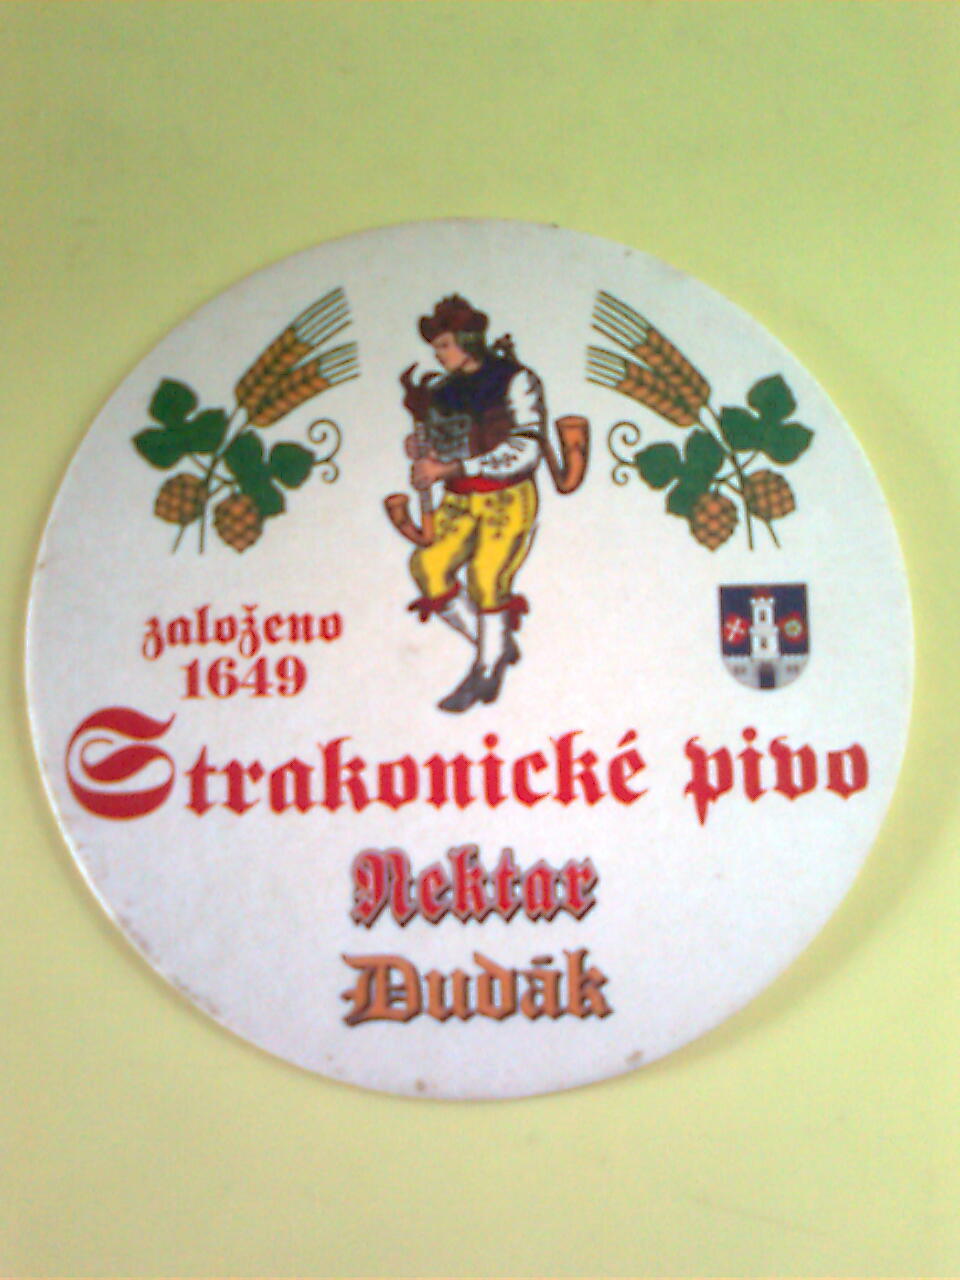 založeno
1649
Strakonické pivo
Nektar
Dudák